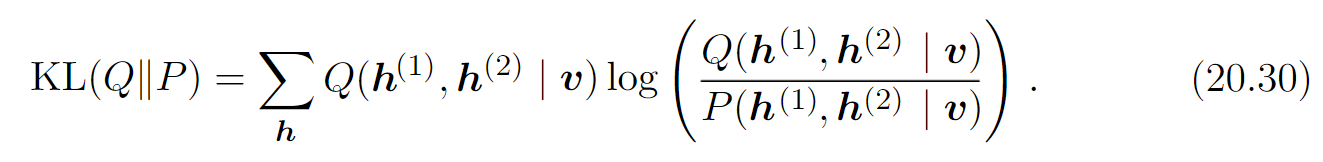 KL(Q‖P) = ∑_h Q(h^(1), h^(2) | v) log ( Q(h^(1), h^(2) | v) / P(h^(1), h^(2) | v) ) . (20.30)